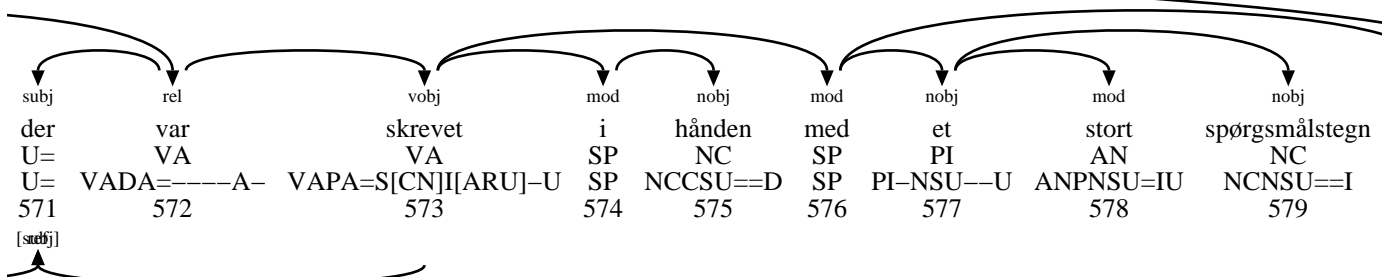 subj rel vobj mod nobj mod nobj mod nobj
der var skrevet i hånden med et stort spørgsmålstegn
U= VA VA SP NC SP PI AN NC
U= VADA=––––A– VAPA=S[CN]I[ARU]–U SP NCCSU==D SP PI–NSU––U ANPNSU=IU NCNSU==I
571 572 573 574 575 576 577 578 579